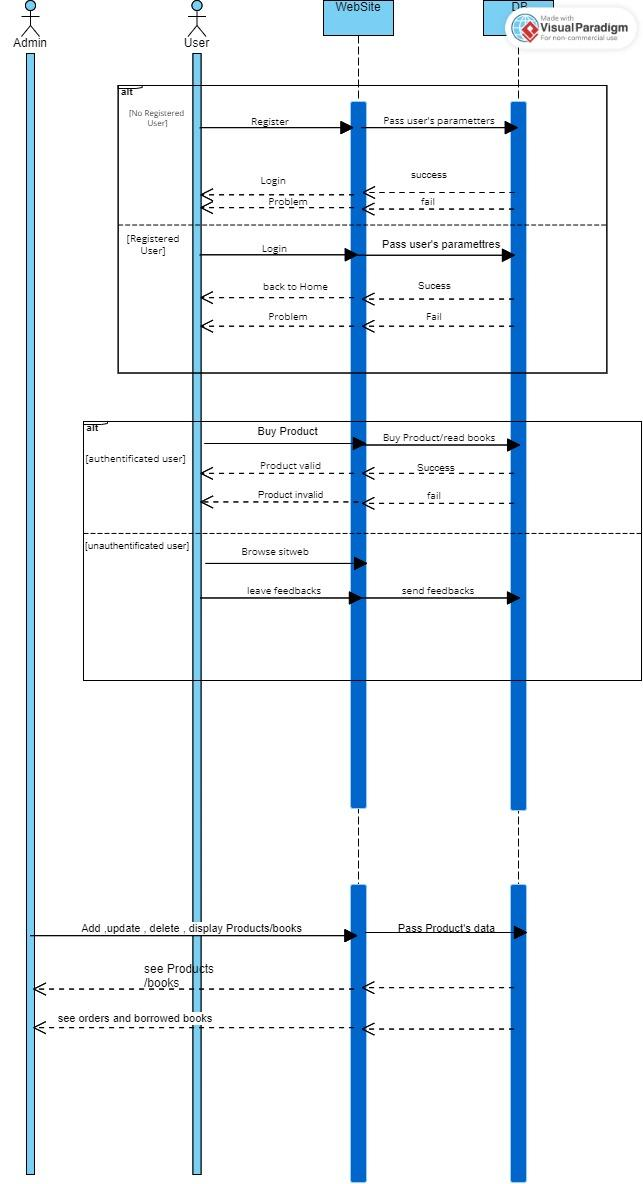 WebSite
DB
Made with
VisualParadigm
For non-commercial use
Admin
User
alt
[No Registered
User]
Register
Pass user's parametters
success
Login
Problem
fail
[Registered
User]
Login
Pass user's paramettres
back to Home
Sucess
Problem
Fail
alt
Buy Product
Buy Product/read books
[authentificated user]
Product valid
Success
Product invalid
fail
[unauthentificated user]
Browse sitweb
leave feedbacks
send feedbacks
Add ,update , delete , display Products/books
Pass Product's data
see Products
/books
see orders and borrowed books